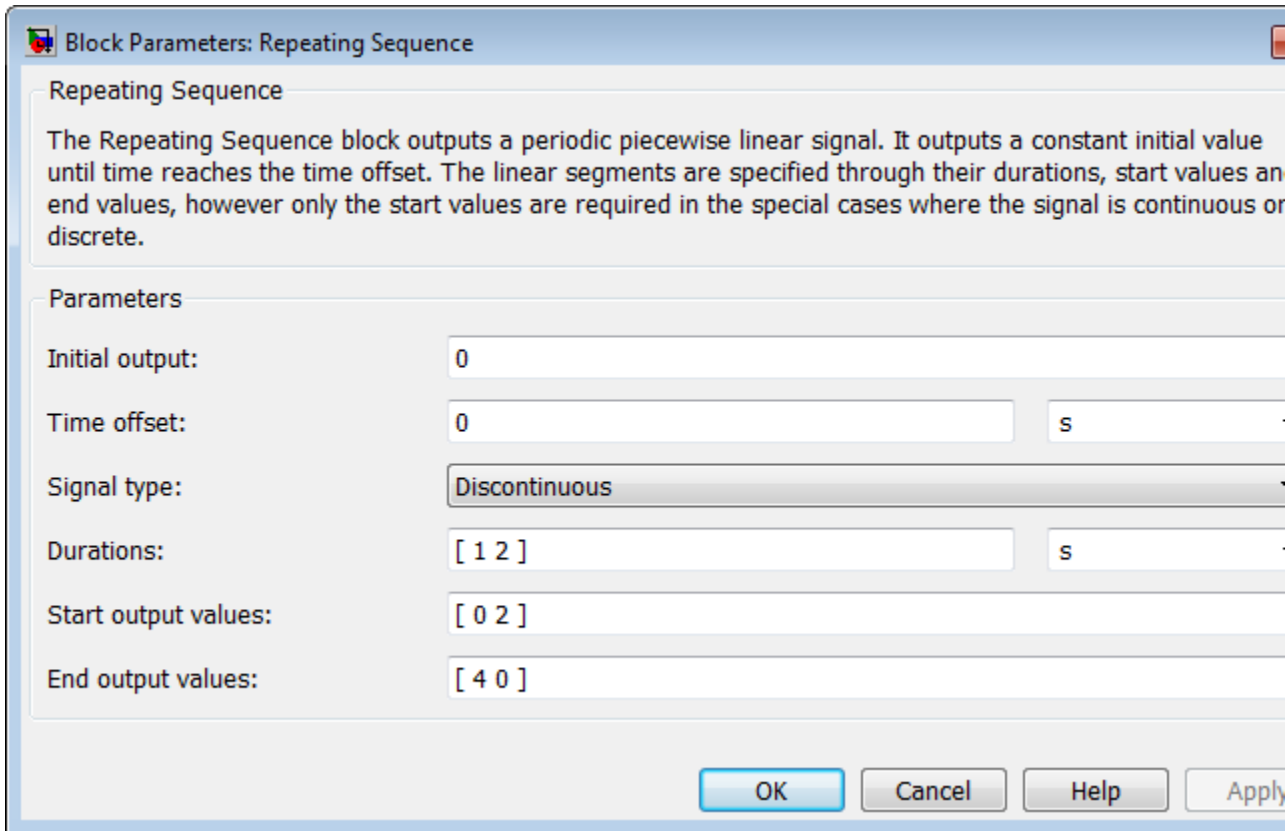 Block Parameters: Repeating Sequence
Repeating Sequence
The Repeating Sequence block outputs a periodic piecewise linear signal. It outputs a constant initial value
until time reaches the time offset. The linear segments are specified through their durations, start values an
end values, however only the start values are required in the special cases where the signal is continuous or
discrete.
Parameters
Initial output: 0
Time offset: 0 s
Signal type: Discontinuous
Durations: [ 1 2 ] s
Start output values: [ 0 2 ]
End output values: [ 4 0 ]
OK Cancel Help Apply